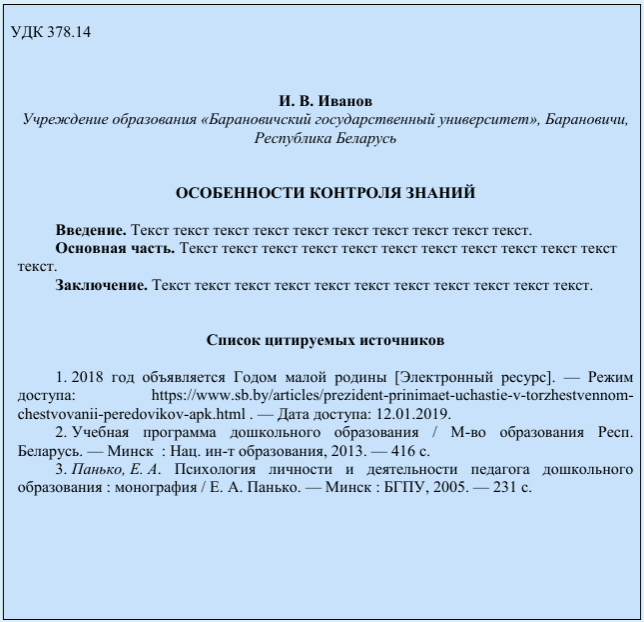 УДК 378.14
И. В. Иванов
Учреждение образования «Барановичский государственный университет», Барановичи,
Республика Беларусь
ОСОБЕННОСТИ КОНТРОЛЯ ЗНАНИЙ
Введение. Текст текст текст текст текст текст текст текст текст текст.
Основная часть. Текст текст текст текст текст текст текст текст текст текст текст
текст.
Заключение. Текст текст текст текст текст текст текст текст текст текст текст.
Список цитируемых источников
1. 2018 год объявляется Годом малой родины [Электронный ресурс]. — Режим
доступа: https://www.sb.by/articles/prezident-prinimaet-uchastie-v-torzhestvennom-
chestvovanii-peredovikov-apk.html . — Дата доступа: 12.01.2019.
2. Учебная программа дошкольного образования / М-во образования Респ.
Беларусь. — Минск : Нац. ин-т образования, 2013. — 416 с.
3. Панько, Е. А. Психология личности и деятельности педагога дошкольного
образования : монография / Е. А. Панько. — Минск : БГПУ, 2005. — 231 с.